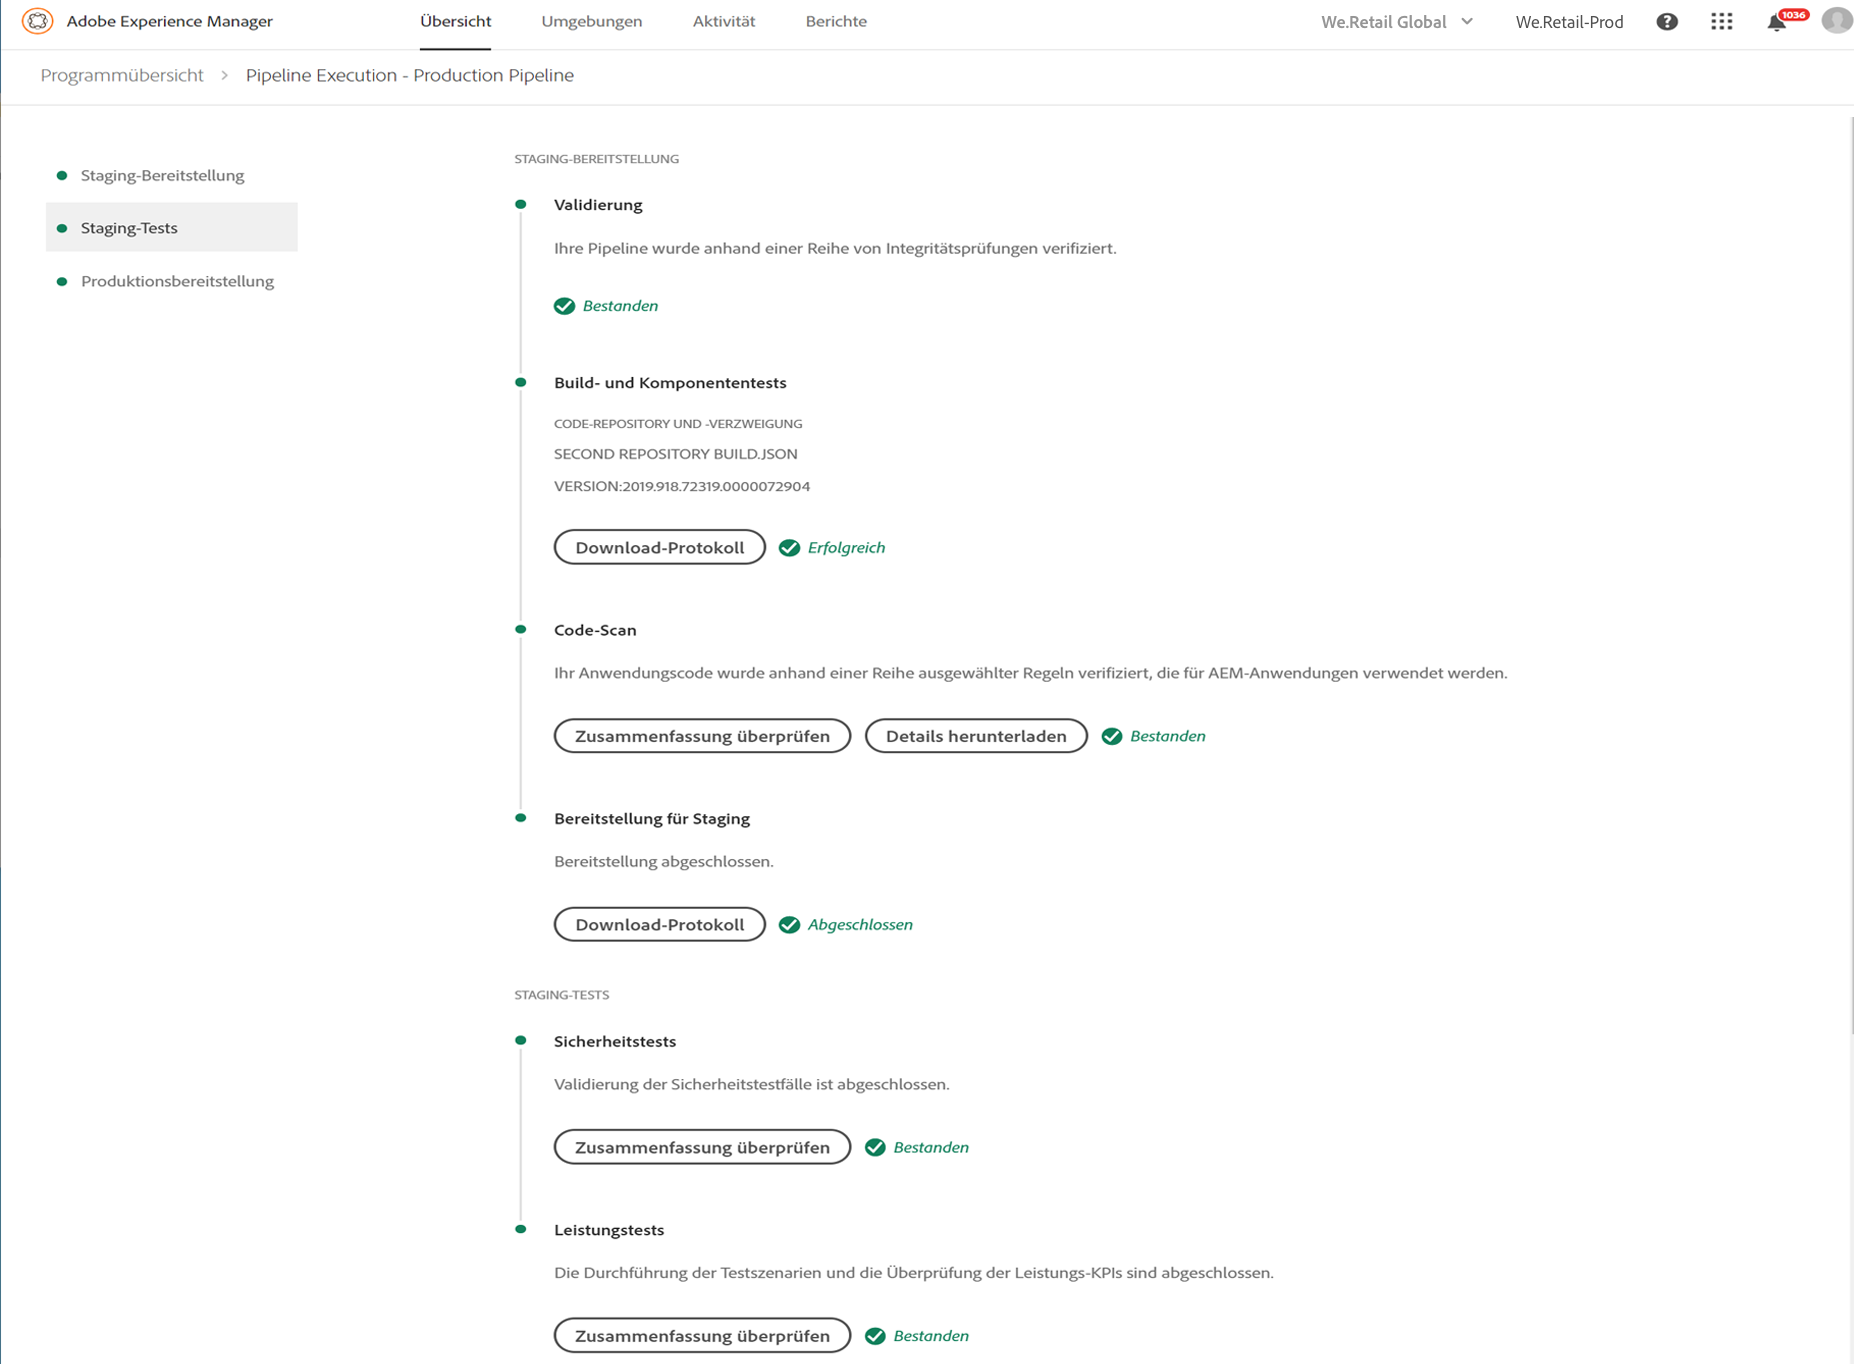 Adobe Experience Manager
Übersicht
Umgebungen
Aktivität
Berichte
We.Retail Global
We.Retail-Prod
?
1036
Programmübersicht > Pipeline Execution - Production Pipeline
Staging-Bereitstellung
Staging-Tests
Produktionsbereitstellung
STAGING-BEREITSTELLUNG
Validierung
Ihre Pipeline wurde anhand einer Reihe von Integritätsprüfungen verifiziert.
Bestanden
Build- und Komponententests
CODE-REPOSITORY UND -VERZWEIGUNG
SECOND REPOSITORY BUILD.JSON
VERSION:2019.918.72319.0000072904
Download-Protokoll
Erfolgreich
Code-Scan
Ihr Anwendungscode wurde anhand einer Reihe ausgewählter Regeln verifiziert, die für AEM-Anwendungen verwendet werden.
Zusammenfassung überprüfen
Details herunterladen
Bestanden
Bereitstellung für Staging
Bereitstellung abgeschlossen.
Download-Protokoll
Abgeschlossen
STAGING-TESTS
Sicherheitstests
Validierung der Sicherheitstestfälle ist abgeschlossen.
Zusammenfassung überprüfen
Bestanden
Leistungstests
Die Durchführung der Testszenarien und die Überprüfung der Leistungs-KPIs sind abgeschlossen.
Zusammenfassung überprüfen
Bestanden